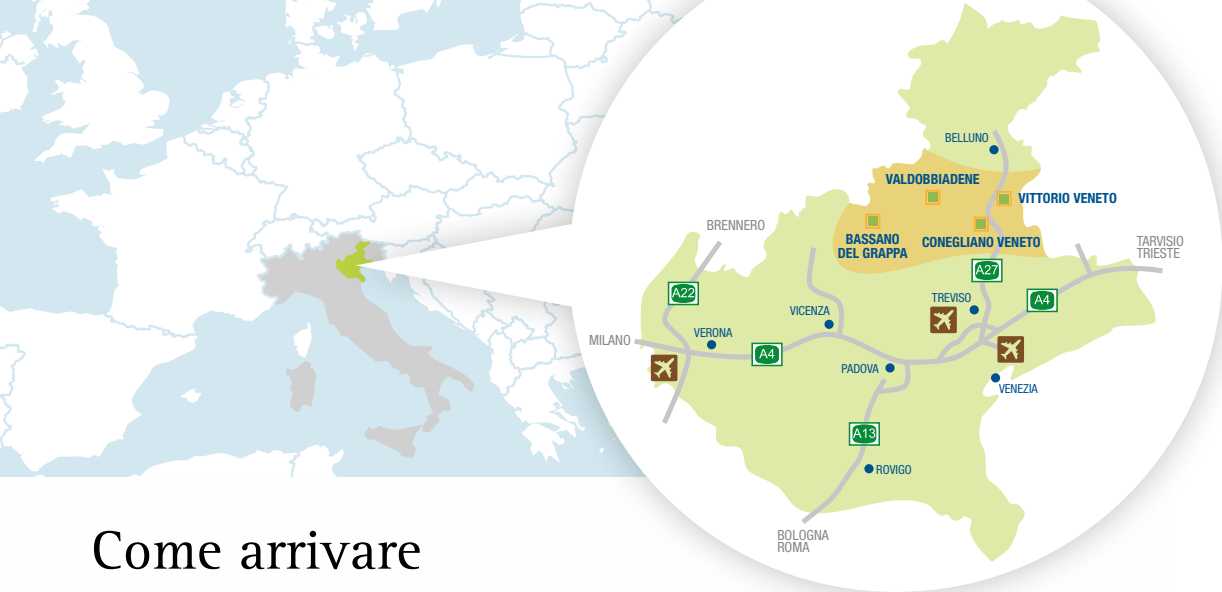 BELLUNO
VALDOBBIADENE
VITTORIO VENETO
BRENNERO
BASSANO
DEL GRAPPA
CONEGLIANO VENETO
TARVISIO
TRIESTE
A27
A22
TREVISO
A4
VICENZA
VERONA
MILANO
A4
PADOVA
VENEZIA
A13
ROVIGO
BOLOGNA
ROMA
Come arrivare